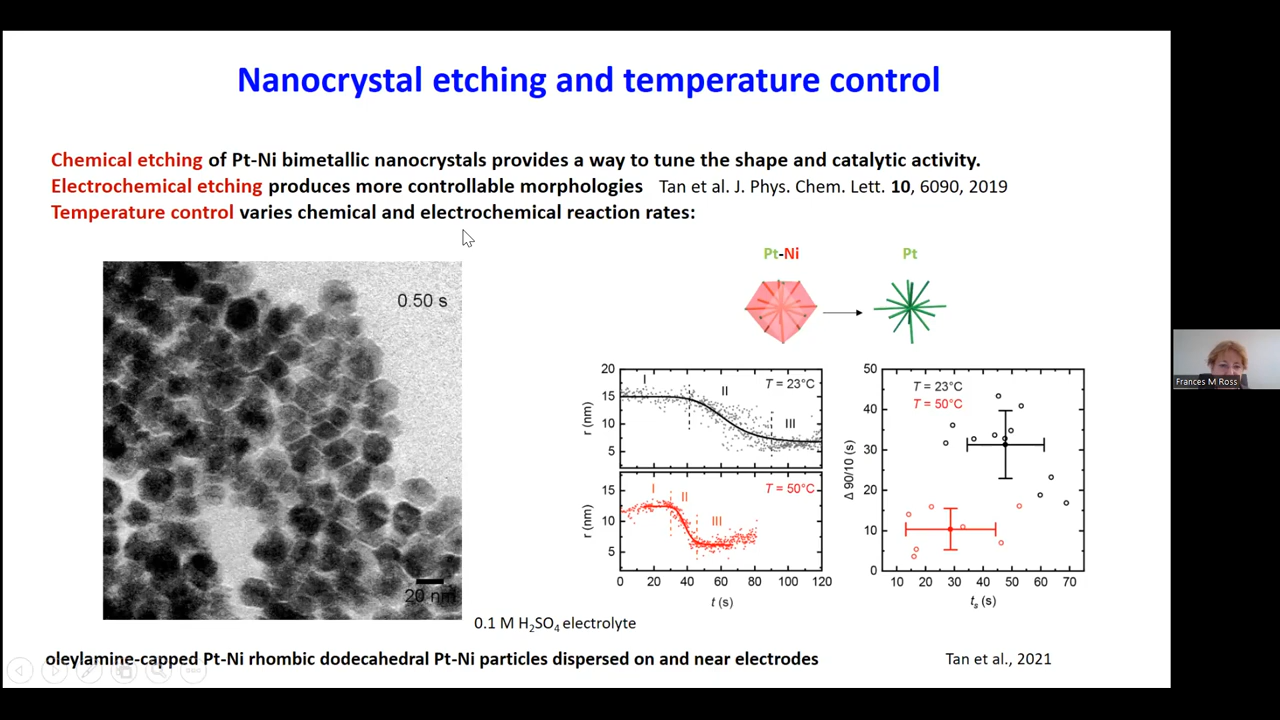 Nanocrystal etching and temperature control
Chemical etching of Pt-Ni bimetallic nanocrystals provides a way to tune the shape and catalytic activity.
Electrochemical etching produces more controllable morphologies Tan et al. J. Phys. Chem. Lett. 10, 6090, 2019
Temperature control varies chemical and electrochemical reaction rates:
0.50 s
20 nm
Pt-Ni
Pt
20
15
10
5
r (nm)
I
II
III
T = 23°C
15
10
5
r (nm)
I
II
III
T = 50°C
0 20 40 60 80 100 120
t (s)
50
40
30
20
10
0
Δ 90/10 (s)
T = 23°C
T = 50°C
10 20 30 40 50 60 70
tₛ (s)
0.1 M H₂SO₄ electrolyte
oleylamine-capped Pt-Ni rhombic dodecahedral Pt-Ni particles dispersed on and near electrodes
Tan et al., 2021
Frances M Ross